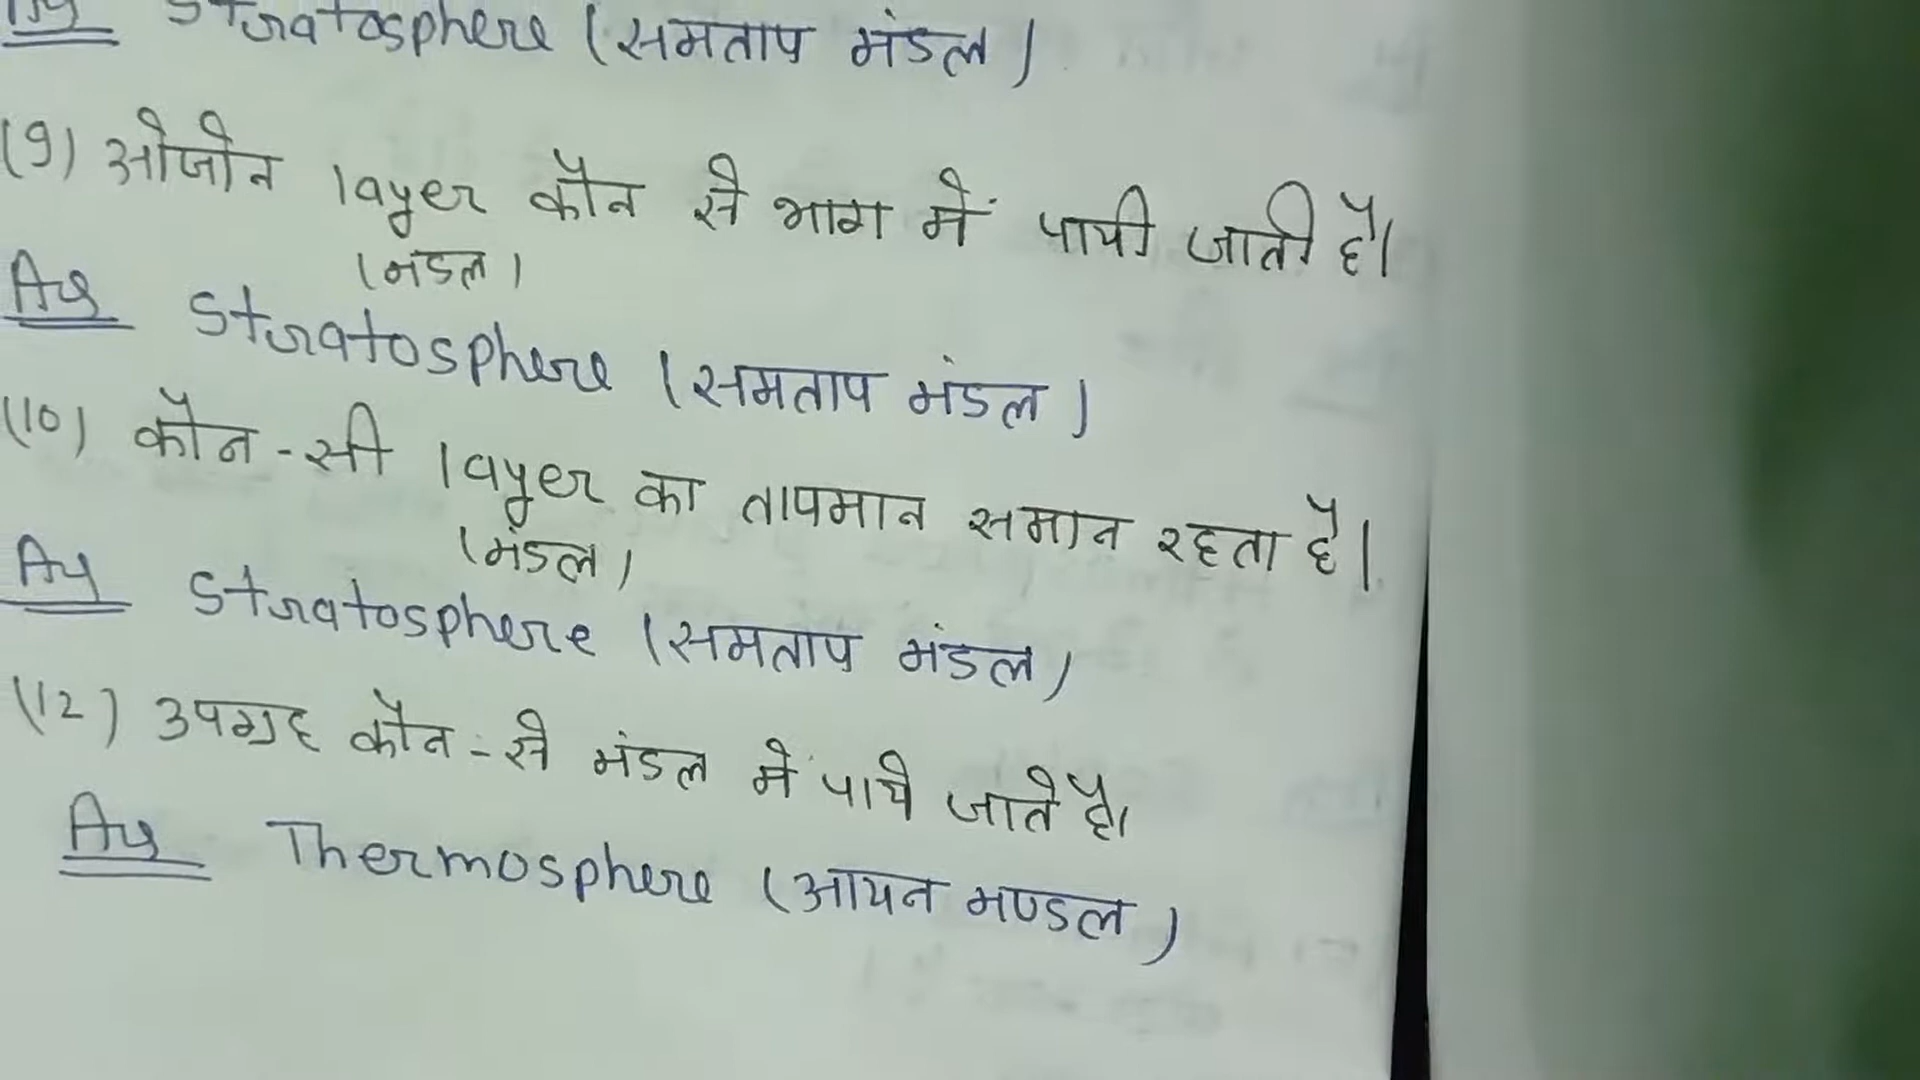 Stratosphere (समताप मंडल)
(9) ओजोन layer कौन से भाग में पायी जाती है।
(मंडल)
Ans Stratosphere (समताप मंडल)
(10) कौन-सी layer का तापमान समान रहता है।
(मंडल)
Ans Stratosphere (समताप मंडल)
(12) उपग्रह कौन-से मंडल में पाये जाते है।
Ans Thermosphere (आयन मण्डल)